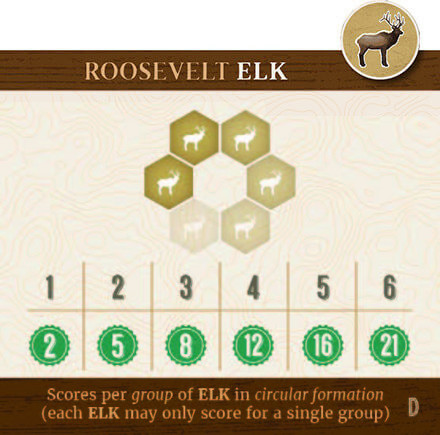 ROOSEVELT ELK
1 2 3 4 5 6
2 5 8 12 16 21
Scores per group of ELK in circular formation
(each ELK may only score for a single group)
D